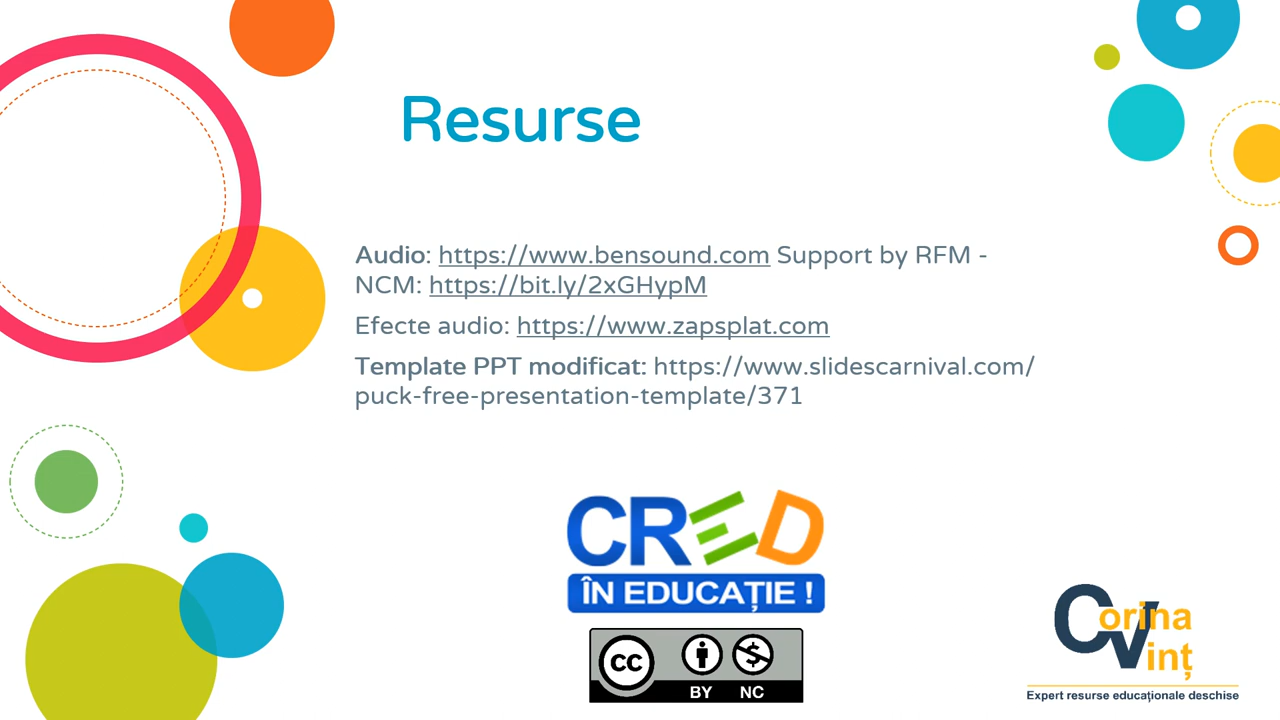 Resurse
Audio: https://www.bensound.com Support by RFM -
NCM: https://bit.ly/2xGHypM
Efecte audio: https://www.zapsplat.com
Template PPT modificat: https://www.slidescarnival.com/
puck-free-presentation-template/371
CRED
ÎN EDUCAȚIE !
CC BY NC
Corina
Vinț
Expert resurse educaționale deschise